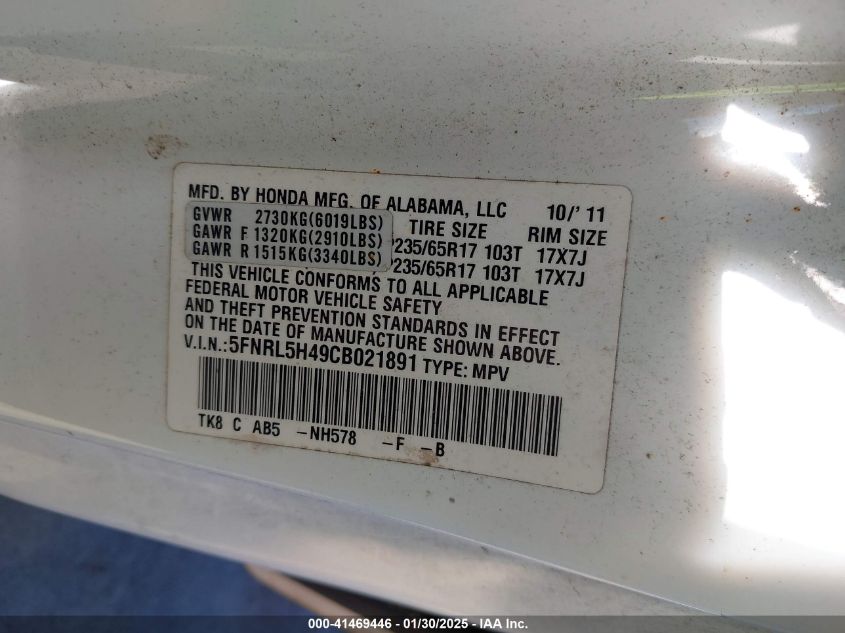 MFD. BY HONDA MFG. OF ALABAMA, LLC 10/'11
GVWR 2730KG(6019LBS) TIRE SIZE RIM SIZE
GAWR F 1320KG(2910LBS) P235/65R17 103T 17X7J
GAWR R 1515KG(3340LBS) P235/65R17 103T 17X7J
THIS VEHICLE CONFORMS TO ALL APPLICABLE
FEDERAL MOTOR VEHICLE SAFETY
AND THEFT PREVENTION STANDARDS IN EFFECT
ON THE DATE OF MANUFACTURE SHOWN ABOVE.
V.I.N.:5FNRL5H49CB021891 TYPE: MPV
TK8 C AB5 -NH578 -F -B
000-41469446 - 01/30/2025 - IAA Inc.